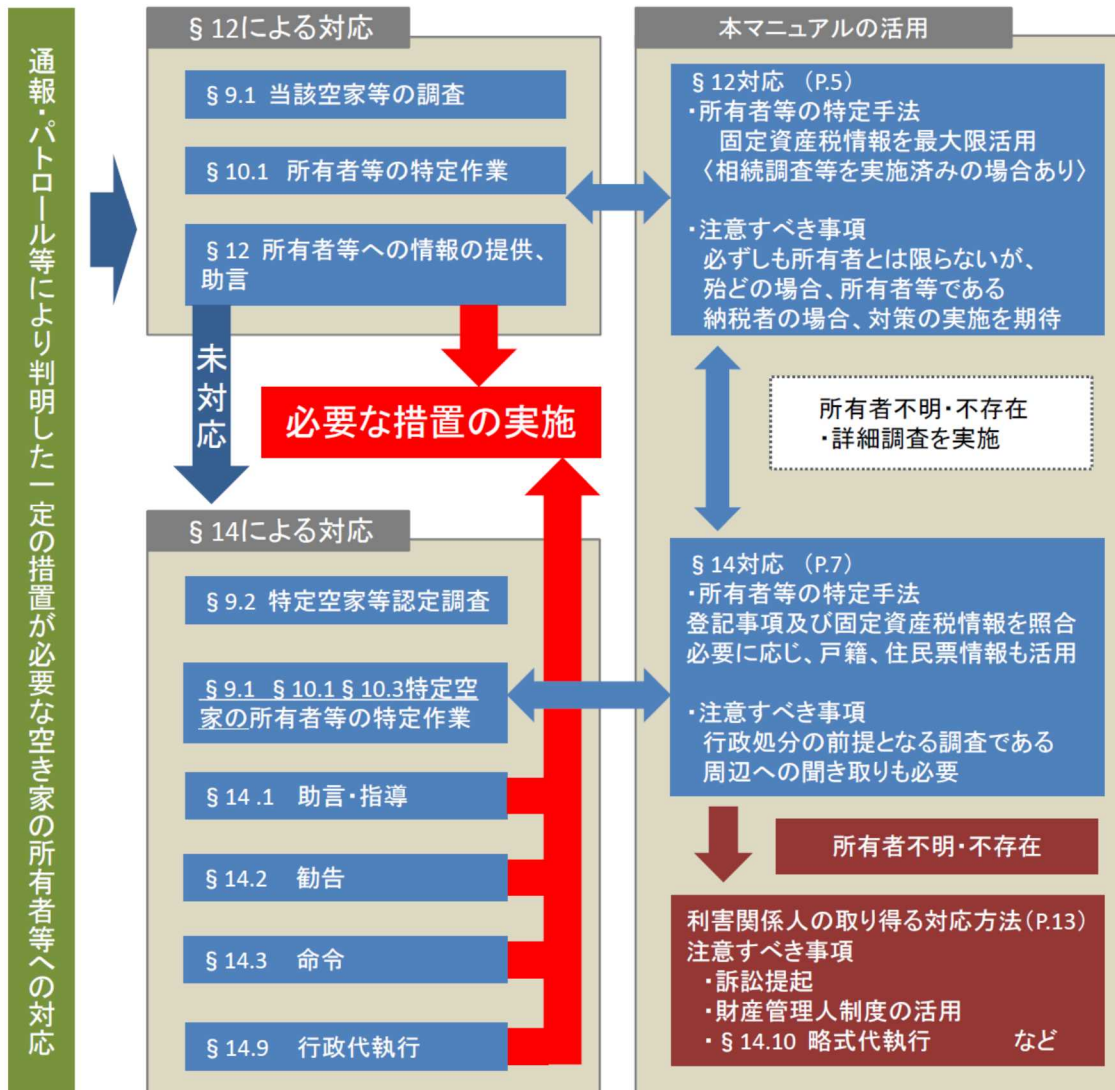 通報・パトロール等により判明した一定の措置が必要な空き家の所有者等への対応
§12による対応
§9.1 当該空家等の調査
§10.1 所有者等の特定作業
§12 所有者等への情報の提供、
助言
未対応
必要な措置の実施
§14による対応
§9.2 特定空家等認定調査
§9.1 §10.1 §10.3特定空
家の所有者等の特定作業
§14.1 助言・指導
§14.2 勧告
§14.3 命令
§14.9 行政代執行
本マニュアルの活用
§12対応 (P.5)
・所有者等の特定手法
固定資産税情報を最大限活用
〈相続調査等を実施済みの場合あり〉
・注意すべき事項
必ずしも所有者とは限らないが、
殆どの場合、所有者等である
納税者の場合、対策の実施を期待
所有者不明・不存在
・詳細調査を実施
§14対応 (P.7)
・所有者等の特定手法
登記事項及び固定資産税情報を照合
必要に応じ、戸籍、住民票情報も活用
・注意すべき事項
行政処分の前提となる調査である
周辺への聞き取りも必要
所有者不明・不存在
利害関係人の取り得る対応方法(P.13)
注意すべき事項
・訴訟提起
・財産管理人制度の活用
・§14.10 略式代執行 など